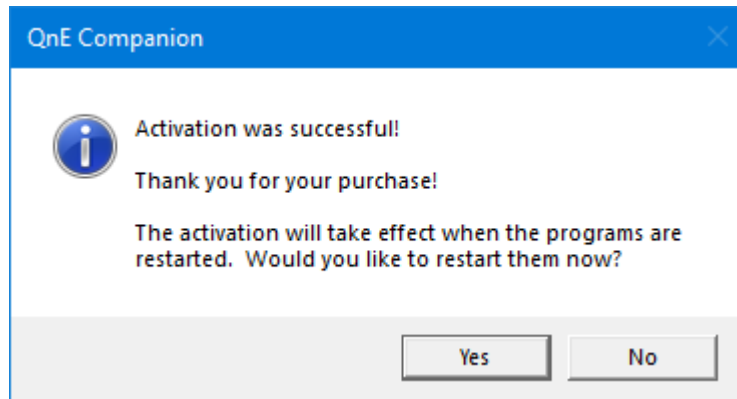 QnE Companion
Activation was successful!
Thank you for your purchase!
The activation will take effect when the programs are
restarted.  Would you like to restart them now?
Yes
No